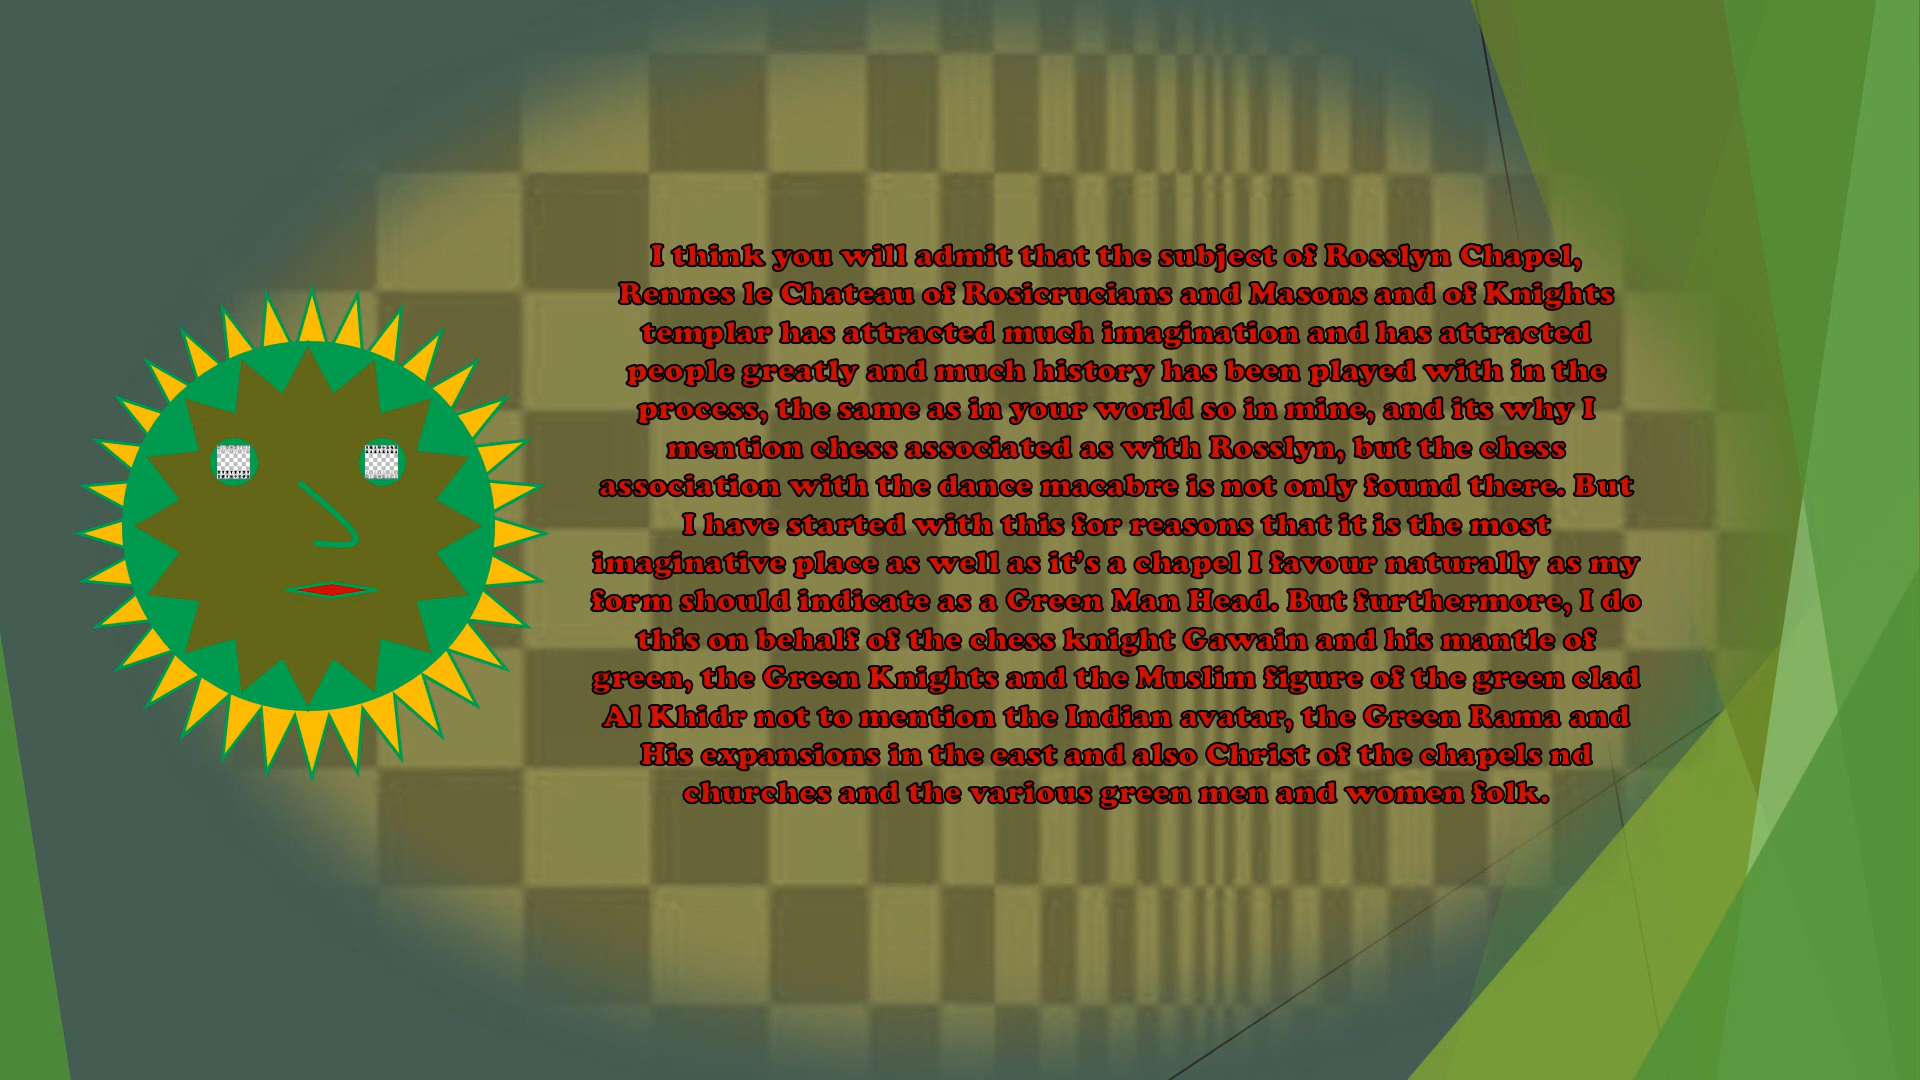 I think you will admit that the subject of Rosslyn Chapel,
Rennes le Chateau of Rosicrucians and Masons and of Knights
templar has attracted much imagination and has attracted
people greatly and much history has been played with in the
process, the same as in your world so in mine, and its why I
mention chess associated as with Rosslyn, but the chess
association with the dance macabre is not only found there. But
I have started with this for reasons that it is the most
imaginative place as well as it's a chapel I favour naturally as my
form should indicate as a Green Man Head. But furthermore, I do
this on behalf of the chess knight Gawain and his mantle of
green, the Green Knights and the Muslim figure of the green clad
Al Khidr not to mention the Indian avatar, the Green Rama and
His expansions in the east and also Christ of the chapels nd
churches and the various green men and women folk.